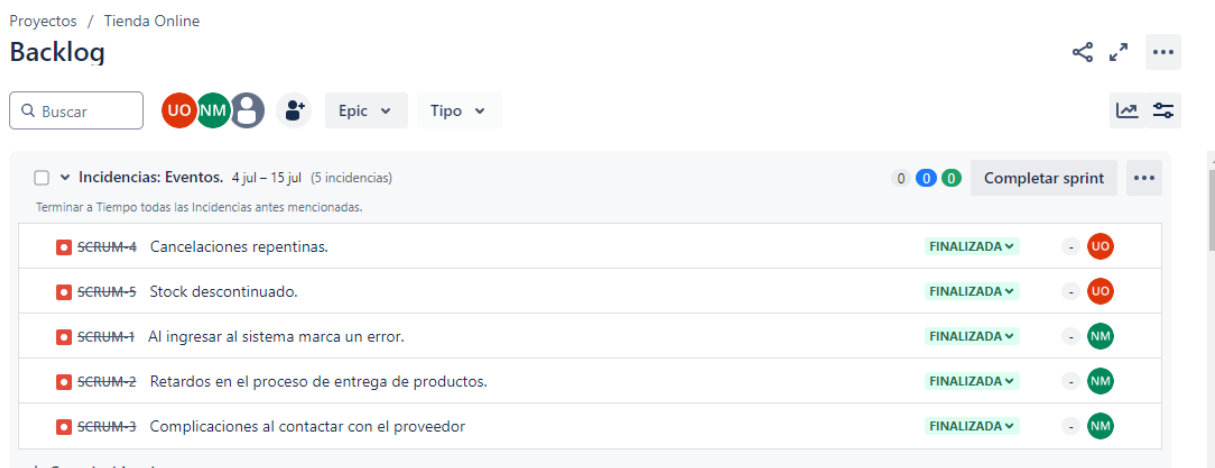 Proyectos / Tienda Online
Backlog
Buscar UO NM Epic Tipo
Incidencias: Eventos. 4 jul – 15 jul (5 incidencias) 0 0 0 Completar sprint
Terminar a Tiempo todas las Incidencias antes mencionadas.
SCRUM-4 Cancelaciones repentinas. FINALIZADA - UO
SCRUM-5 Stock descontinuado. FINALIZADA - UO
SCRUM-1 Al ingresar al sistema marca un error. FINALIZADA - NM
SCRUM-2 Retardos en el proceso de entrega de productos. FINALIZADA - NM
SCRUM-3 Complicaciones al contactar con el proveedor FINALIZADA - NM